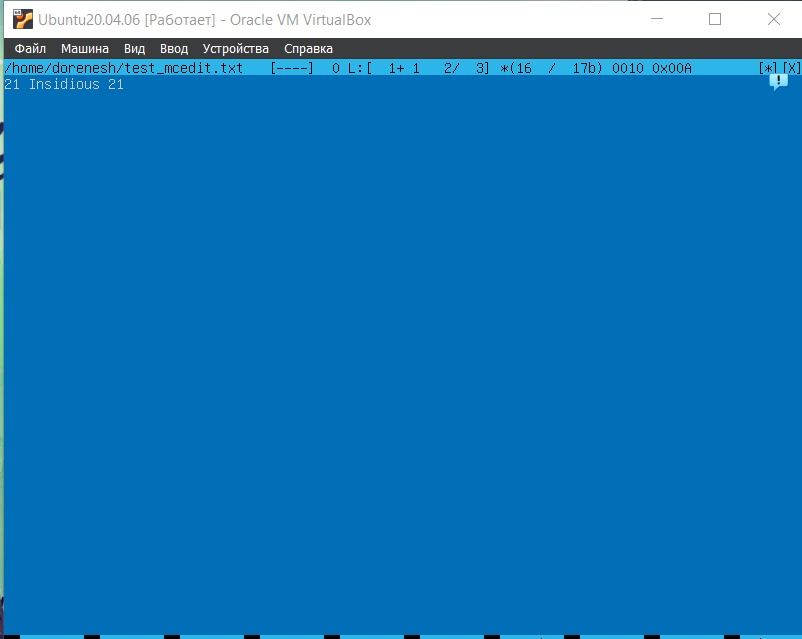 Ubuntu20.04.06 [Работает] - Oracle VM VirtualBox
Файл Машина Вид Ввод Устройства Справка
/home/dorenesh/test_mcedit.txt [----] 0 L:[ 1+ 1 2/ 3] *(16 / 17b) 0010 0x00A [*][X]
21 Insidious 21